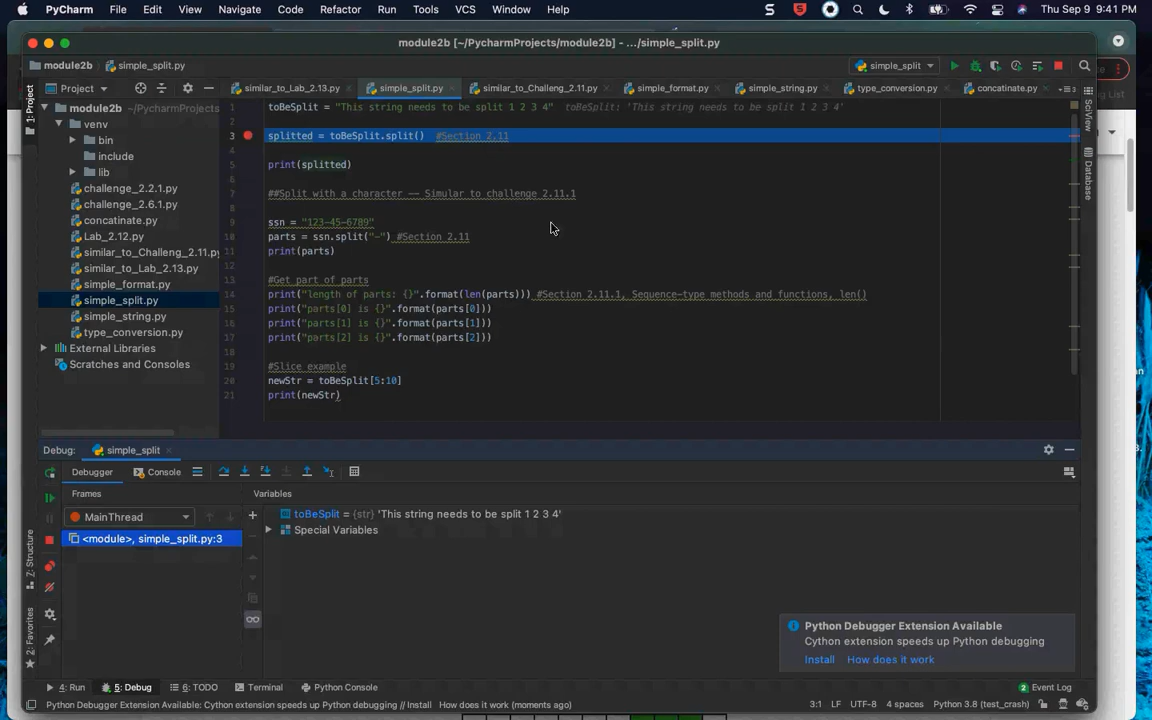 PyCharm File Edit View Navigate Code Refactor Run Tools VCS Window Help Thu Sep 9 9:41 PM
module2b [~/PycharmProjects/module2b] - .../simple_split.py
module2b simple_split.py simple_split
Project similar_to_Lab_2.13.py simple_split.py similar_to_Challeng_2.11.py simple_format.py simple_string.py type_conversion.py concatinate.py
1: Project
module2b ~/PycharmProjects
venv
bin
include
lib
challenge_2.2.1.py
challenge_2.6.1.py
concatinate.py
Lab_2.12.py
similar_to_Challeng_2.11.py
similar_to_Lab_2.13.py
simple_format.py
simple_split.py
simple_string.py
type_conversion.py
External Libraries
Scratches and Consoles
1 toBeSplit = "This string needs to be split 1 2 3 4" toBeSplit: 'This string needs to be split 1 2 3 4'
2
3 splitted = toBeSplit.split() #Section 2.11
4
5 print(splitted)
6
7 ##Split with a character -- Simular to challenge 2.11.1
8
9 ssn = "123-45-6789"
10 parts = ssn.split("-") #Section 2.11
11 print(parts)
12
13 #Get part of parts
14 print("length of parts: {}".format(len(parts))) #Section 2.11.1, Sequence-type methods and functions, len()
15 print("parts[0] is {}".format(parts[0]))
16 print("parts[1] is {}".format(parts[1]))
17 print("parts[2] is {}".format(parts[2]))
18
19 #Slice example
20 newStr = toBeSplit[5:10]
21 print(newStr)
SciView
Database
Debug: simple_split
Debugger Console
Frames Variables
MainThread
<module>, simple_split.py:3
toBeSplit = {str} 'This string needs to be split 1 2 3 4'
Special Variables
7: Structure
2: Favorites
Python Debugger Extension Available
Cython extension speeds up Python debugging
Install How does it work
4: Run 5: Debug 6: TODO Terminal Python Console 2 Event Log
Python Debugger Extension Available: Cython extension speeds up Python debugging // Install How does it work (moments ago) 3:1 LF UTF-8 4 spaces Python 3.8 (test_crash)